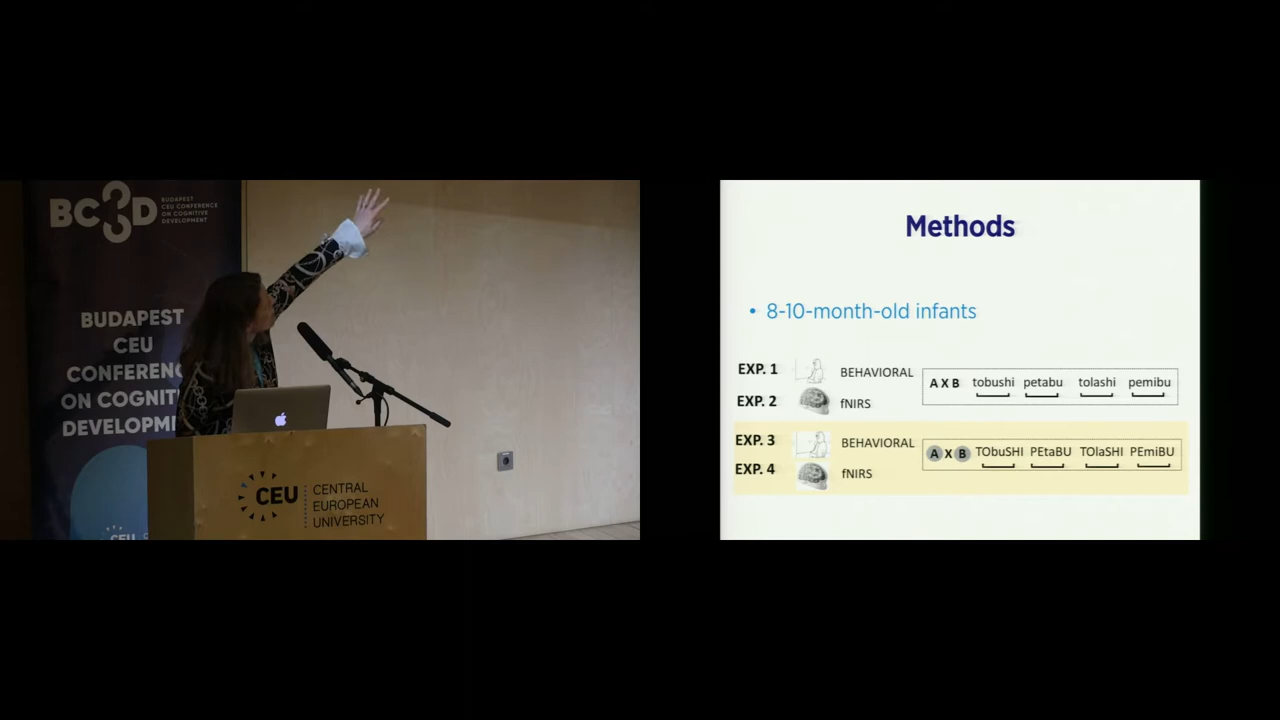 BC3D
BUDAPEST
CEU CONFERENCE
ON COGNITIVE
DEVELOPMENT
BUDAPEST
CEU
CONFERENC
ON COGNIT
DEVELOPM
CEU
CEU
CENTRAL
EUROPEAN
UNIVERSITY
Methods
• 8-10-month-old infants
EXP. 1 BEHAVIORAL
EXP. 2 fNIRS
A X B tobushi petabu tolashi pemibu
EXP. 3 BEHAVIORAL
EXP. 4 fNIRS
A X B TObuSHI PEtaBU TOlaSHI PEmiBU